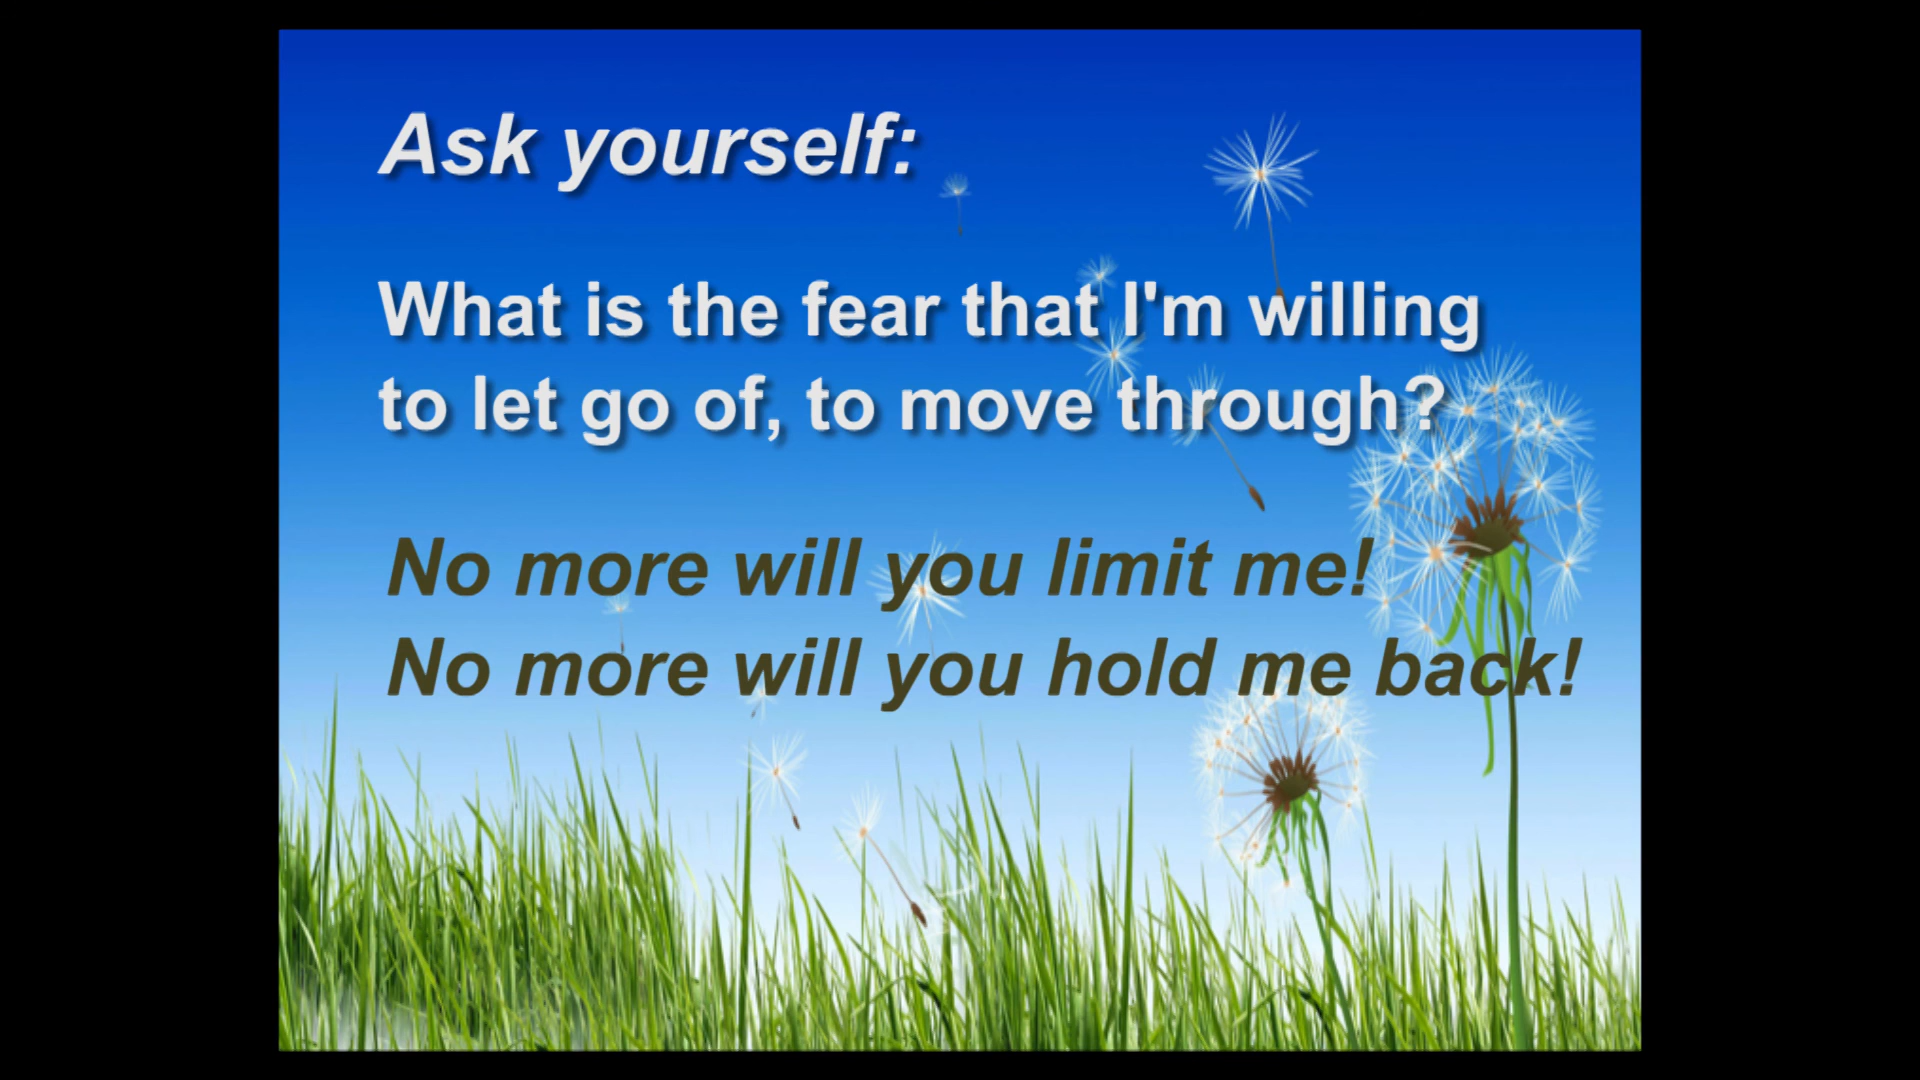 Ask yourself:
What is the fear that I'm willing
to let go of, to move through?
No more will you limit me!
No more will you hold me back!